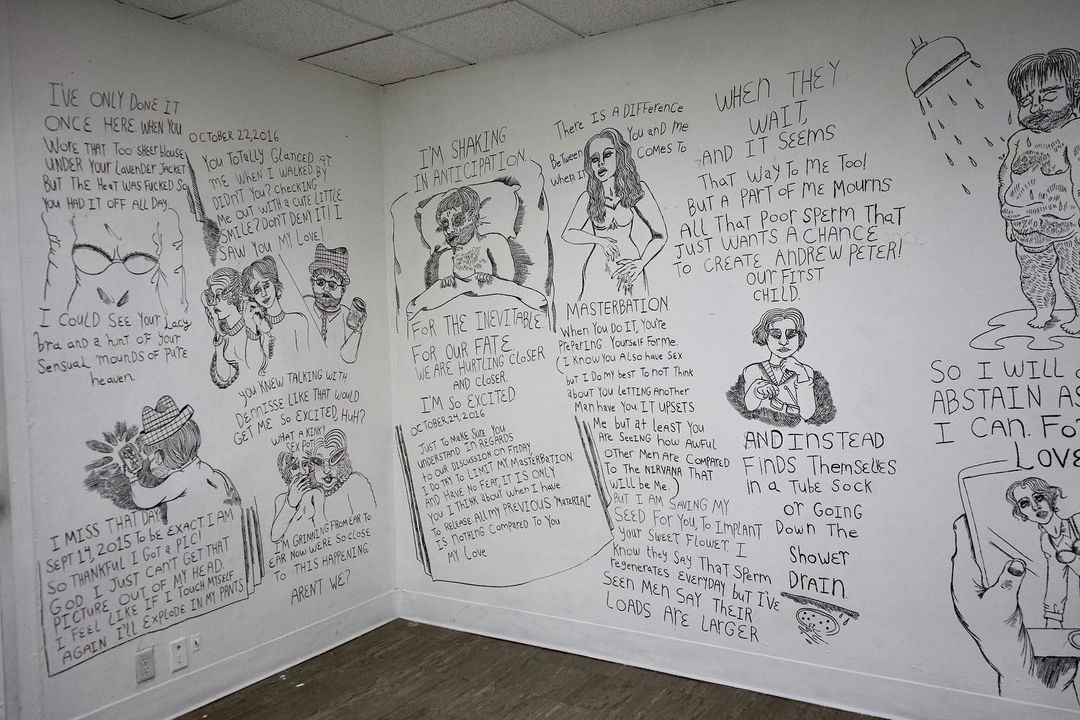 I'VE ONLY DONE IT
ONCE HERE. WHEN YOU
WORE THAT TOO SHEER BLOUSE
UNDER YOUR LAVENDER JACKET
BUT THE HEAT WAS FUCKED SO
YOU HAD IT OFF ALL DAY.
I COULD SEE YOUR LACY
bra AND A HINT OF YOUR
SENSUAL MOUNDS OF PURE
heaven.
I MISS THAT DAY
SEPT 14, 2015 TO BE EXACT I AM
SO THANKFUL I GOT A PIC!
GOD I JUST CAN'T GET THAT
PICTURE OUT OF MY HEAD.
I FEEL LIKE IF I TOUCH MYSELF
AGAIN I'LL EXPLODE IN MY PANTS
OCTOBER 22, 2016
YOU TOTALLY GLANCED AT
ME WHEN I WALKED BY
DIDN'T YOU? CHECKING
ME OUT WITH A CUTE LITTLE
SMILE? DON'T DENY IT! I
SAW YOU MY LOVE.
YOU KNEW TALKING WITH
DENNISSE LIKE THAT WOULD
GET ME SO EXCITED, HUH?
WHAT A KINKY
SEX POT
I'M GRINNING FROM EAR TO
EAR NOW. WE'RE SO CLOSE
TO THIS HAPPENING
AREN'T WE?
I'M SHAKING
IN ANTICIPATION.
FOR THE INEVITABLE.
FOR OUR FATE
WE ARE HURTLING CLOSER
AND CLOSER.
I'M SO EXCITED
OCTOBER 24, 2016
JUST TO MAKE SURE YOU
UNDERSTAND IN REGARDS
TO OUR DISCUSSION ON FRIDAY
I DO TRY TO LIMIT MY MASTERBATION.
AND HAVE NO FEAR, IT IS ONLY
YOU I THINK ABOUT WHEN I HAVE
TO RELEASE ALL MY PREVIOUS "MATERIAL"
IS NOTHING COMPARED TO YOU
MY LOVE
There is A DIFFERENCE
Between You and Me
when IT COMES TO
MASTERBATION.
When You DO IT, YOU'RE
PREPARING YOURSELF FOR ME.
(I KNOW YOU ALSO HAVE SEX
but I DO MY BEST TO NOT THINK
ABOUT YOU LETTING ANOTHER
MAN HAVE YOU IT UPSETS
ME but AT LEAST YOU
ARE SEEING HOW AWFUL
OTHER MEN ARE COMPARED
TO THE NIRVANA THAT
WILL be ME.)
BUT I AM SAVING MY
SEED FOR YOU, TO IMPLANT
YOUR SWEET FLOWER. I
KNOW THEY SAY THAT SPERM
REGENERATES EVERYDAY BUT I'VE
SEEN MEN SAY THEIR
LOADS ARE LARGER
WHEN THEY
WAIT,
AND IT SEEMS
THAT WAY TO ME TOO!
BUT A PART OF ME MOURNS
ALL THAT POOR SPERM THAT
JUST WANTS A CHANCE
TO CREATE ANDREW PETER!
OUR FIRST
CHILD.
AND INSTEAD
FINDS THEMSELVES
IN A TUBE SOCK
OR GOING
DOWN THE
SHOWER
DRAIN.
SO I WILL
ABSTAIN AS
I CAN. FO
LOVE